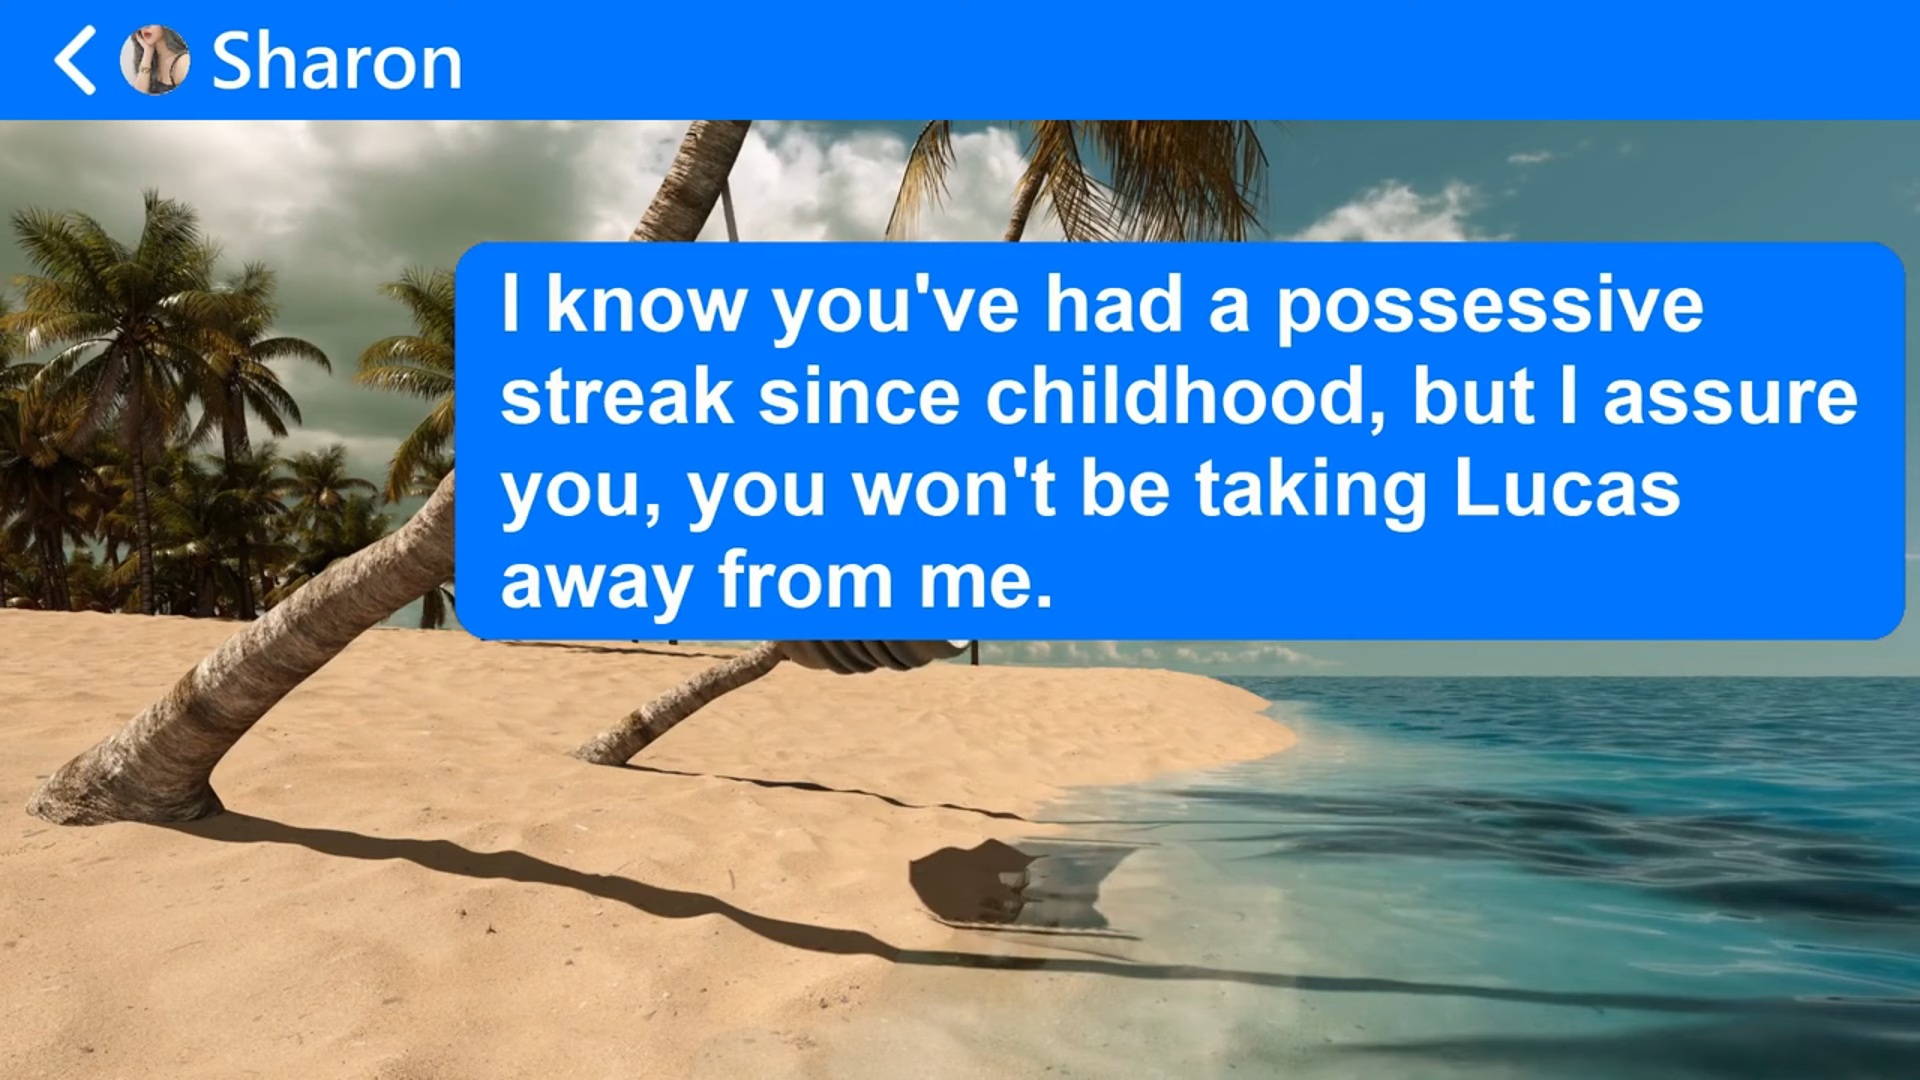 Sharon
I know you've had a possessive
streak since childhood, but I assure
you, you won't be taking Lucas
away from me.